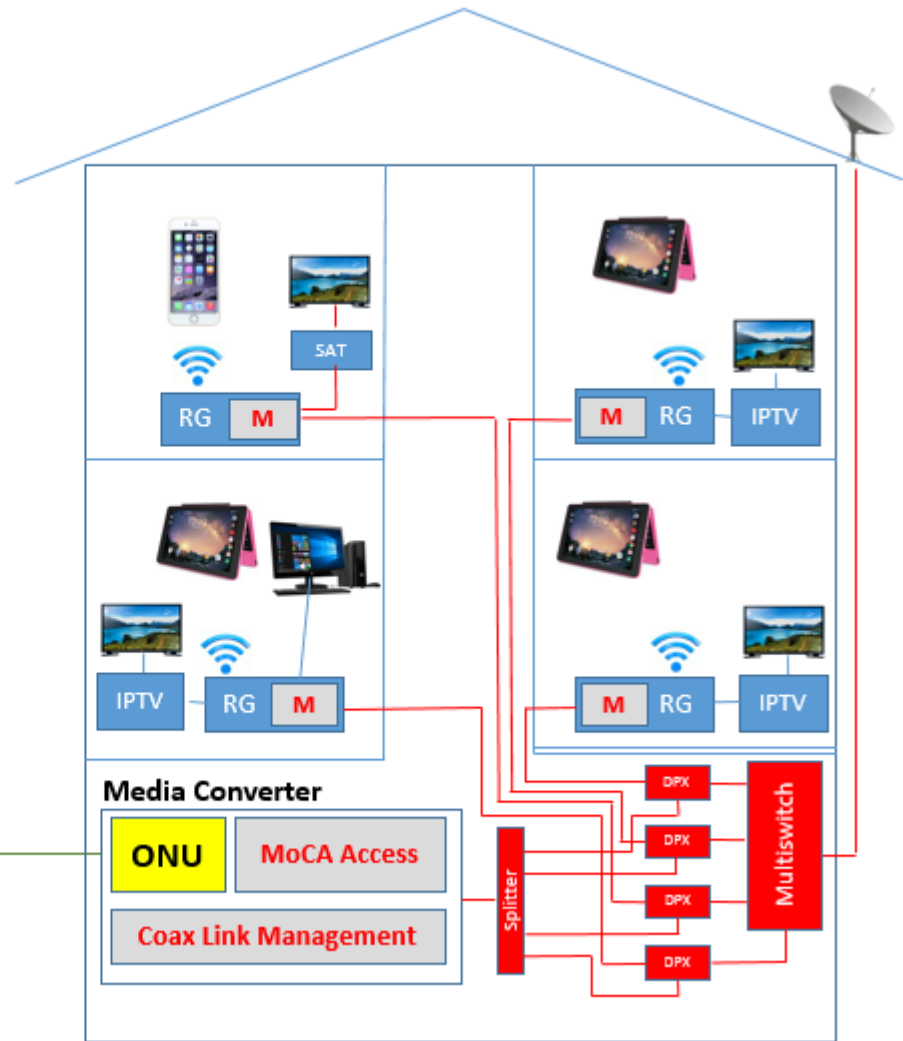 SAT
RG
M
M
RG
IPTV
IPTV
RG
M
M
RG
IPTV
Media Converter
ONU
MoCA Access
Coax Link Management
Splitter
DPX
DPX
DPX
DPX
Multiswitch